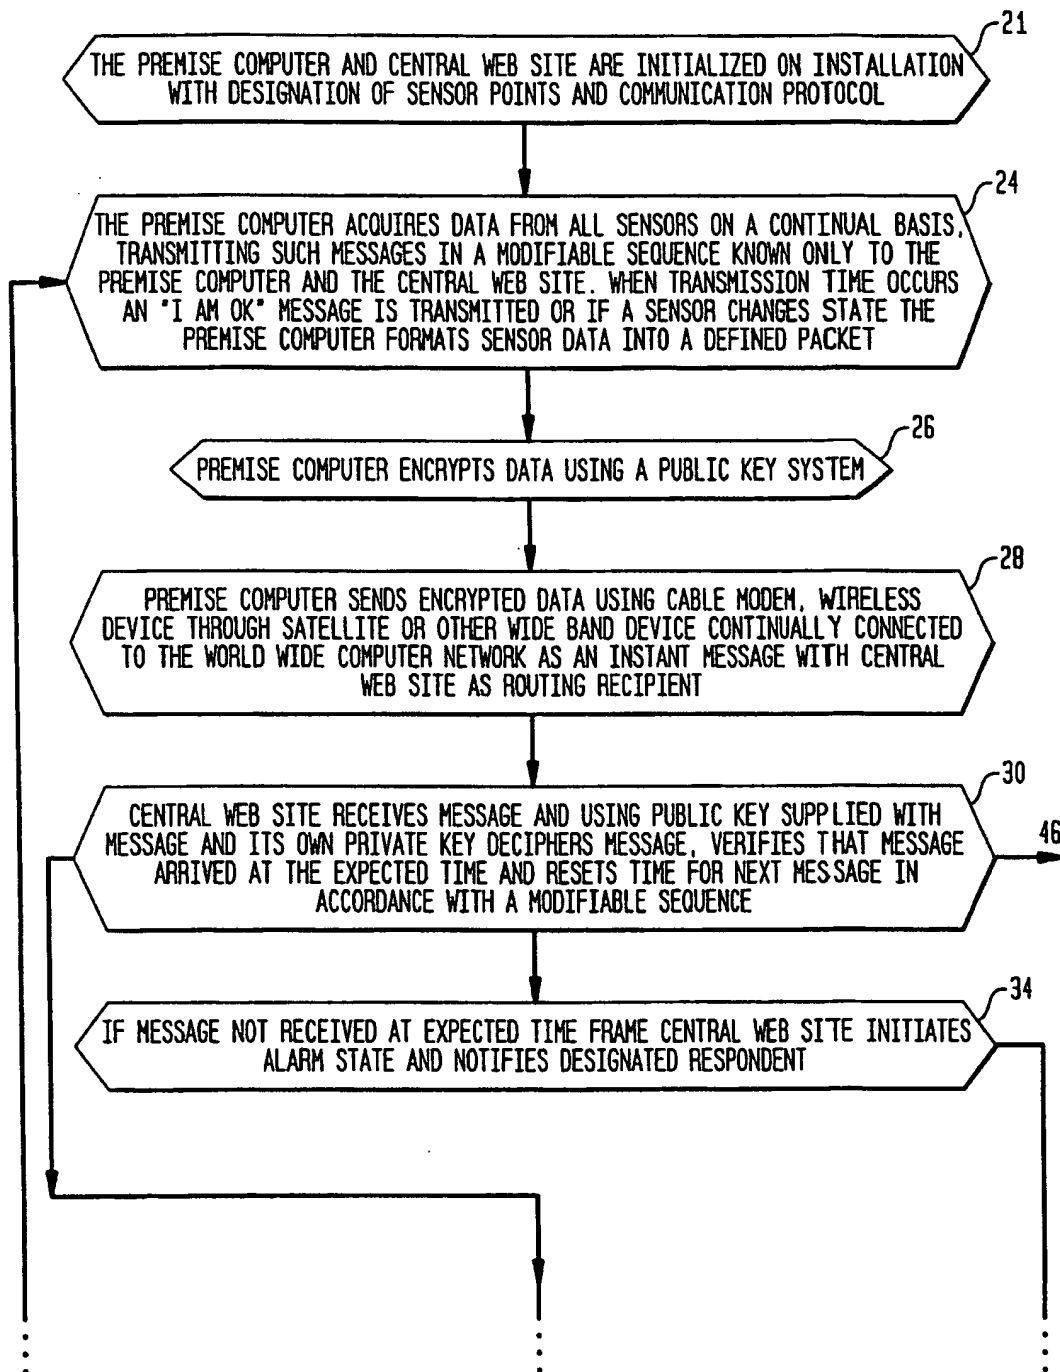 21
THE PREMISE COMPUTER AND CENTRAL WEB SITE ARE INITIALIZED ON INSTALLATION
WITH DESIGNATION OF SENSOR POINTS AND COMMUNICATION PROTOCOL
24
THE PREMISE COMPUTER ACQUIRES DATA FROM ALL SENSORS ON A CONTINUAL BASIS,
TRANSMITTING SUCH MESSAGES IN A MODIFIABLE SEQUENCE KNOWN ONLY TO THE
PREMISE COMPUTER AND THE CENTRAL WEB SITE. WHEN TRANSMISSION TIME OCCURS
AN "I AM OK" MESSAGE IS TRANSMITTED OR IF A SENSOR CHANGES STATE THE
PREMISE COMPUTER FORMATS SENSOR DATA INTO A DEFINED PACKET
26
PREMISE COMPUTER ENCRYPTS DATA USING A PUBLIC KEY SYSTEM
28
PREMISE COMPUTER SENDS ENCRYPTED DATA USING CABLE MODEM, WIRELESS
DEVICE THROUGH SATELLITE OR OTHER WIDE BAND DEVICE CONTINUALLY CONNECTED
TO THE WORLD WIDE COMPUTER NETWORK AS AN INSTANT MESSAGE WITH CENTRAL
WEB SITE AS ROUTING RECIPIENT
30
CENTRAL WEB SITE RECEIVES MESSAGE AND USING PUBLIC KEY SUPPLIED WITH
MESSAGE AND ITS OWN PRIVATE KEY DECIPHERS MESSAGE, VERIFIES THAT MESSAGE
ARRIVED AT THE EXPECTED TIME AND RESETS TIME FOR NEXT MESSAGE IN
ACCORDANCE WITH A MODIFIABLE SEQUENCE
46
34
IF MESSAGE NOT RECEIVED AT EXPECTED TIME FRAME CENTRAL WEB SITE INITIATES
ALARM STATE AND NOTIFIES DESIGNATED RESPONDENT